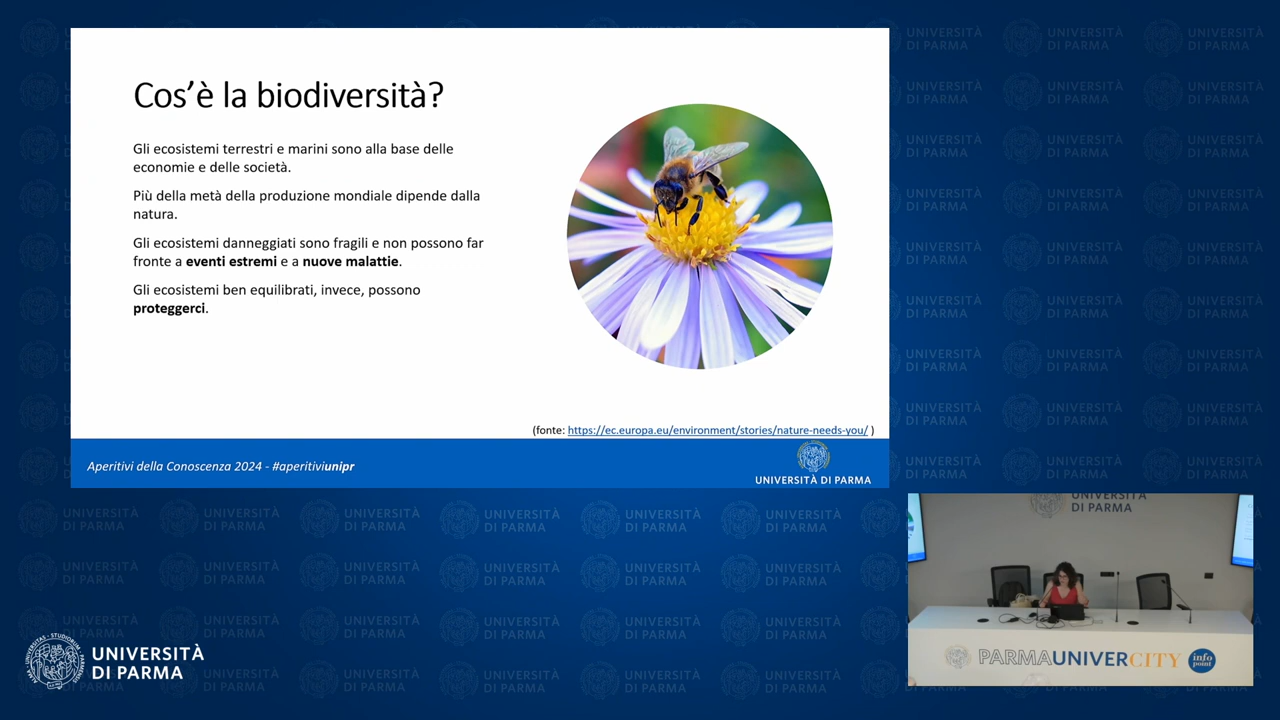 Cos'è la biodiversità?
Gli ecosistemi terrestri e marini sono alla base delle
economie e delle società.
Più della metà della produzione mondiale dipende dalla
natura.
Gli ecosistemi danneggiati sono fragili e non possono far
fronte a eventi estremi e a nuove malattie.
Gli ecosistemi ben equilibrati, invece, possono
proteggerci.
(fonte: https://ec.europa.eu/environment/stories/nature-needs-you/ )
Aperitivi della Conoscenza 2024 - #aperitiviunipr
UNIVERSITÀ DI PARMA
UNIVERSITÀ
DI PARMA
PARMAUNIVERCITY
info
point
UNIVERSITÀ
DI PARMA